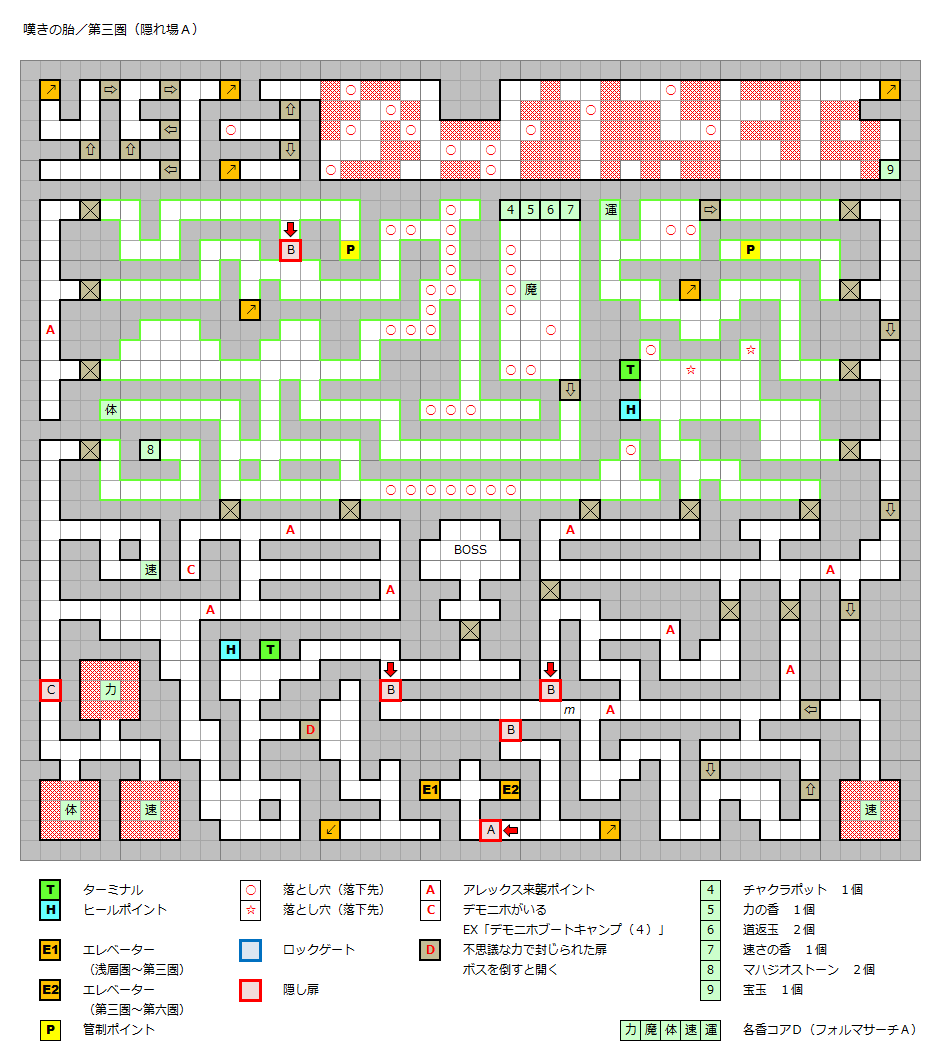 嘆きの胎／第三圏（隠れ場Ａ）
↗ ⇨ ⇨ ↗ ○ ○ ↗
⇧ ○ ○
⇦ ○ ○ ○ ○ ○
⇧ ⇧ ⇩ ○ ○
⇦ ↗ ○ ○ 9
○ 4 5 6 7 運 ⇨
○ ○ ○ ○ ○
B P ○ ○ P
○ ○
○ ○ ○ 魔 ↗
↗ ○ ○
A ○ ○ ○ ○ ⇩
○ ☆
○ ○ T ☆
⇩
体 ○ ○ ○ H
8 ○
○ ○ ○ ○ ○ ○ ○
⇩
A A
BOSS
速 C A
A
A ⇩
A
H T
A
C 力 B B
m A ⇦
D B
⇩
E1 E2 ⇧
体 速 速
↙ A ↗
T ターミナル ○ 落とし穴（落下先） A アレックス来襲ポイント 4 チャクラポット　１個
H ヒールポイント ☆ 落とし穴（落下先） C デモニホがいる 5 力の香　１個
EX「デモニホブートキャンプ（４）」 6 道返玉　２個
E1 エレベーター ロックゲート D 不思議な力で封じられた扉 7 速さの香　１個
（浅層圏～第三圏） ボスを倒すと開く 8 マハジオストーン　２個
E2 エレベーター 隠し扉 9 宝玉　１個
（第三圏～第六圏）
P 管制ポイント 力 魔 体 速 運 各香コアＤ（フォルマサーチＡ）